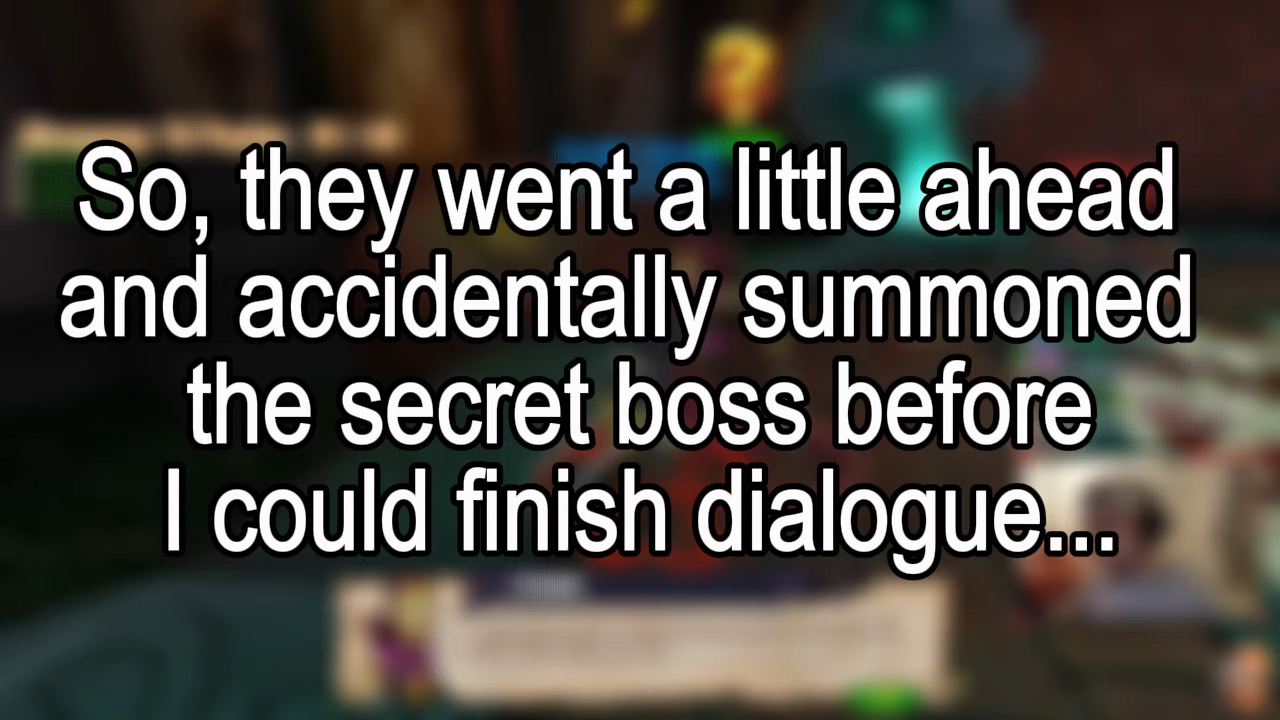 So, they went a little ahead
and accidentally summoned
the secret boss before
I could finish dialogue...